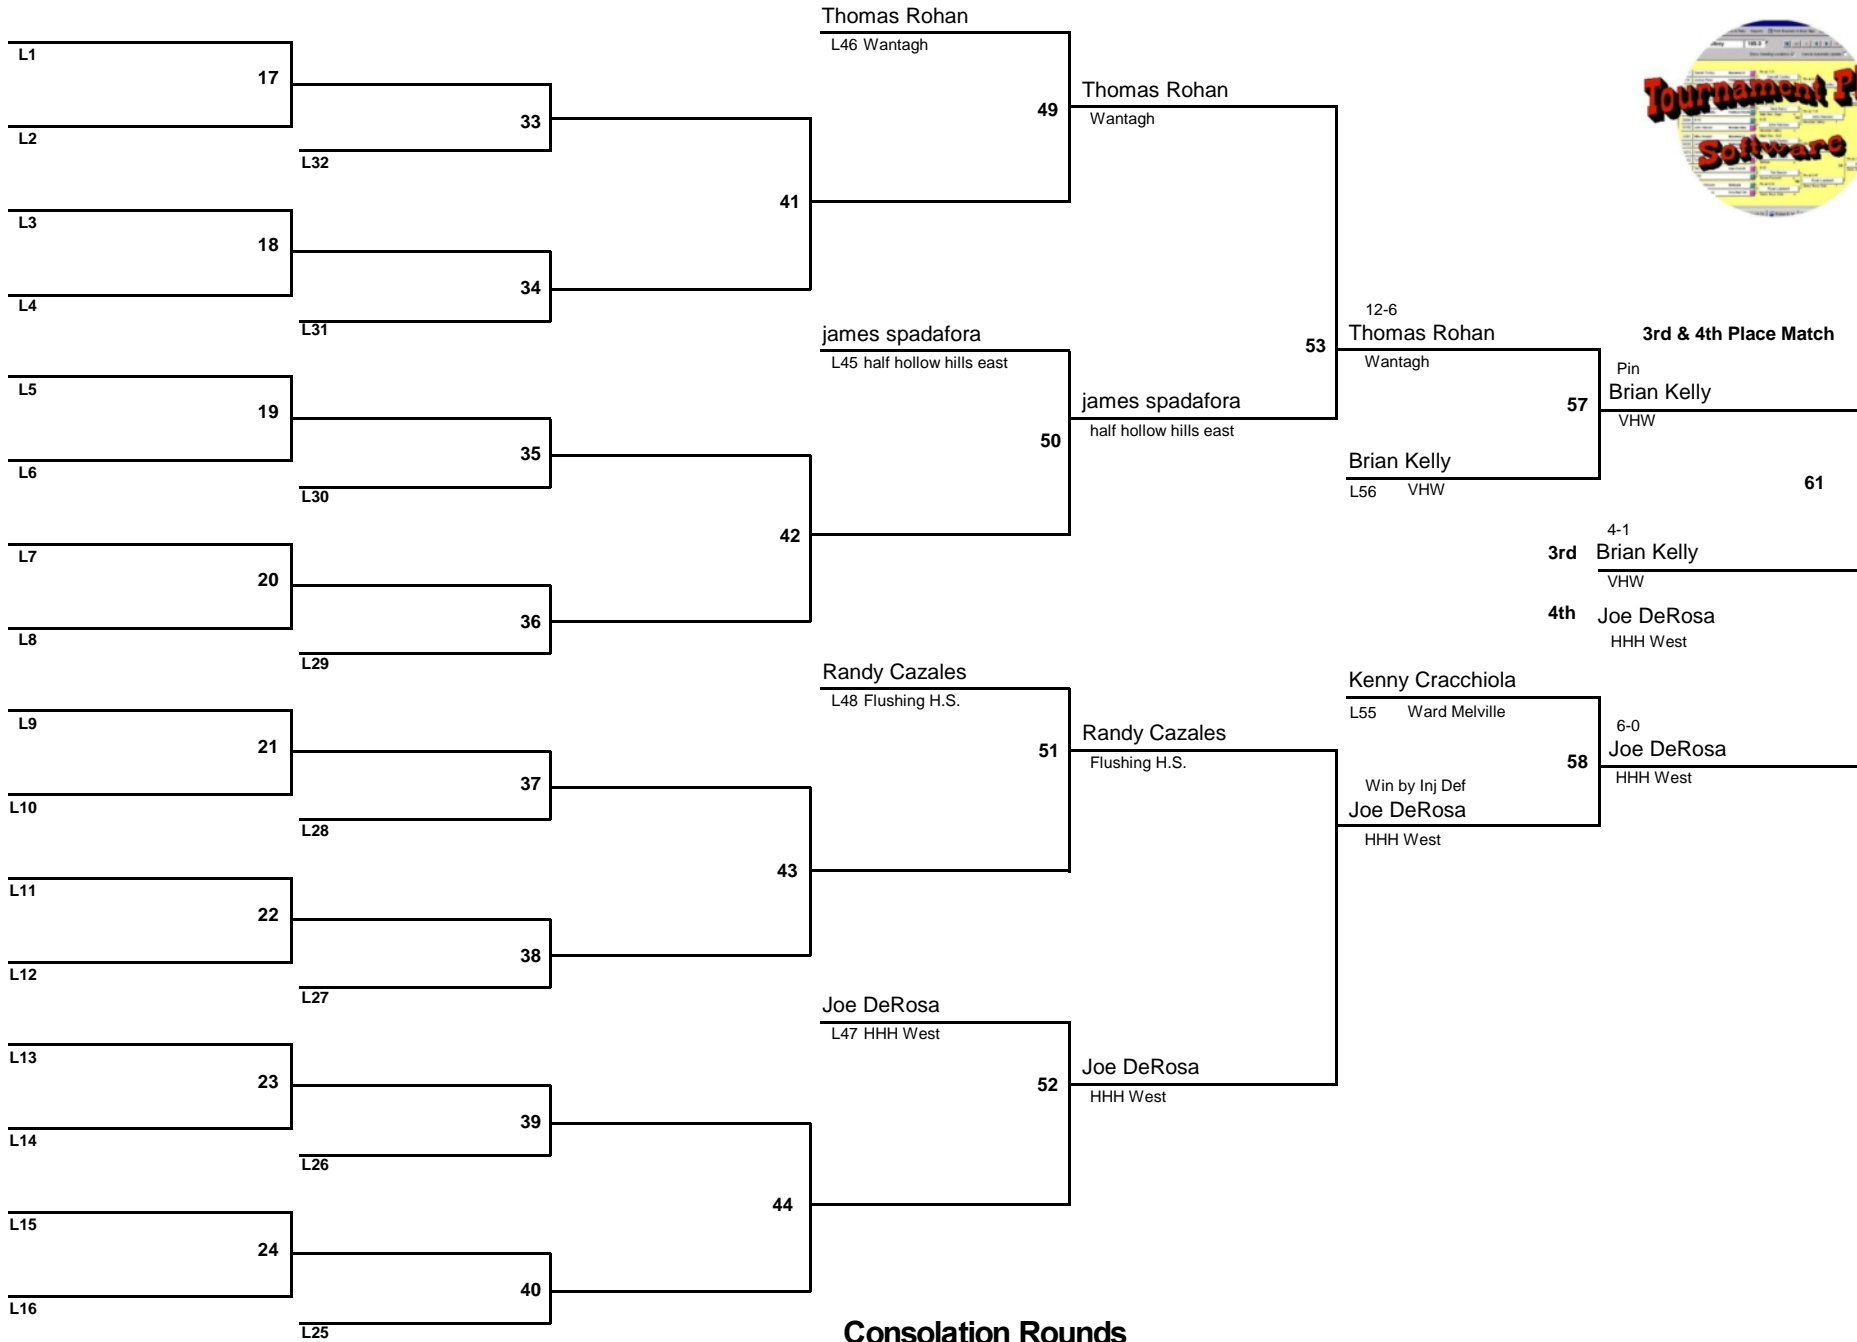 Thomas Rohan
L46 Wantagh
L1
17
L2
33
L32
49
Thomas Rohan
Wantagh
Tournament
Software
L3
18
L4
34
L31
41
james spadafora
L45 half hollow hills east
53
12-6
Thomas Rohan
Wantagh
3rd & 4th Place Match
L5
19
L6
35
L30
50
james spadafora
half hollow hills east
57
Pin
Brian Kelly
VHW
Brian Kelly
L56 VHW
61
L7
20
L8
36
L29
42
4-1
3rd Brian Kelly
VHW
4th Joe DeRosa
HHH West
Randy Cazales
L48 Flushing H.S.
Kenny Cracchiola
L55 Ward Melville
L9
21
L10
37
L28
51
Randy Cazales
Flushing H.S.
58
6-0
Joe DeRosa
HHH West
Win by Inj Def
Joe DeRosa
HHH West
43
L11
22
L12
38
L27
Joe DeRosa
L47 HHH West
L13
23
L14
39
L26
52
Joe DeRosa
HHH West
44
L15
24
L16
40
L25
Consolation Rounds